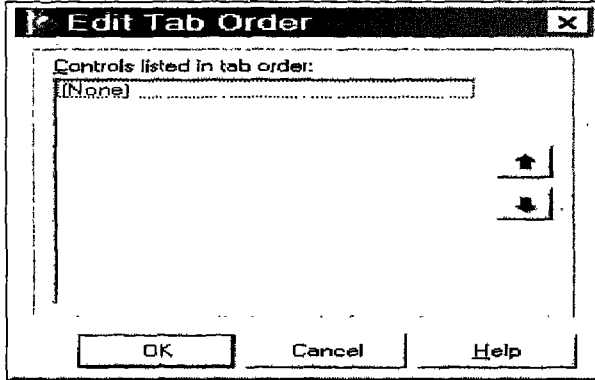 Edit Tab Order
Controls listed in tab order:
(None)
OK
Cancel
Help